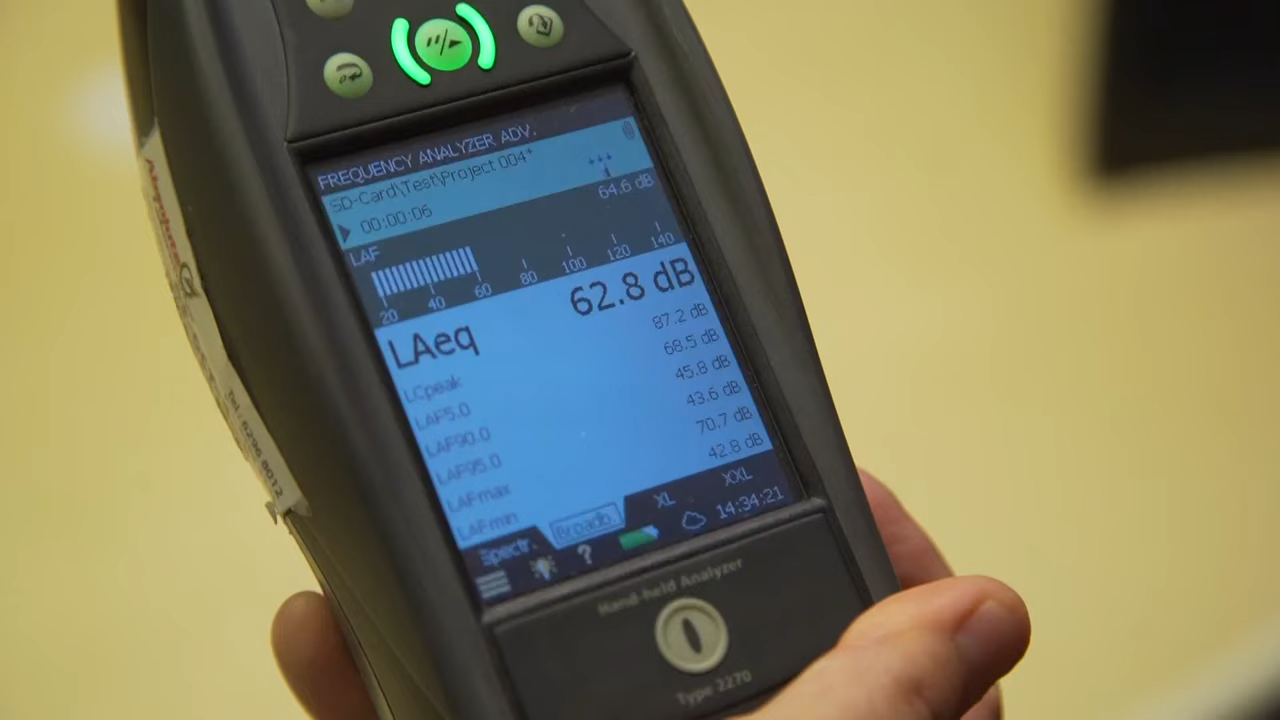 FREQUENCY ANALYZER ADV.
SD-Card\Test\Project 004*
00:00:06
64.6 dB
LAF
20 40 60 80 100 120 140
LAeq 62.8 dB
LCpeak 87.2 dB
LAF5.0 68.5 dB
LAF90.0 45.8 dB
LAF95.0 43.6 dB
LAFmax 70.7 dB
LAFmin 42.8 dB
Spectr. Broadb. XL XXL
? 14:34:21
Hand-held Analyzer
Type 2270
Tel : 6296 8012